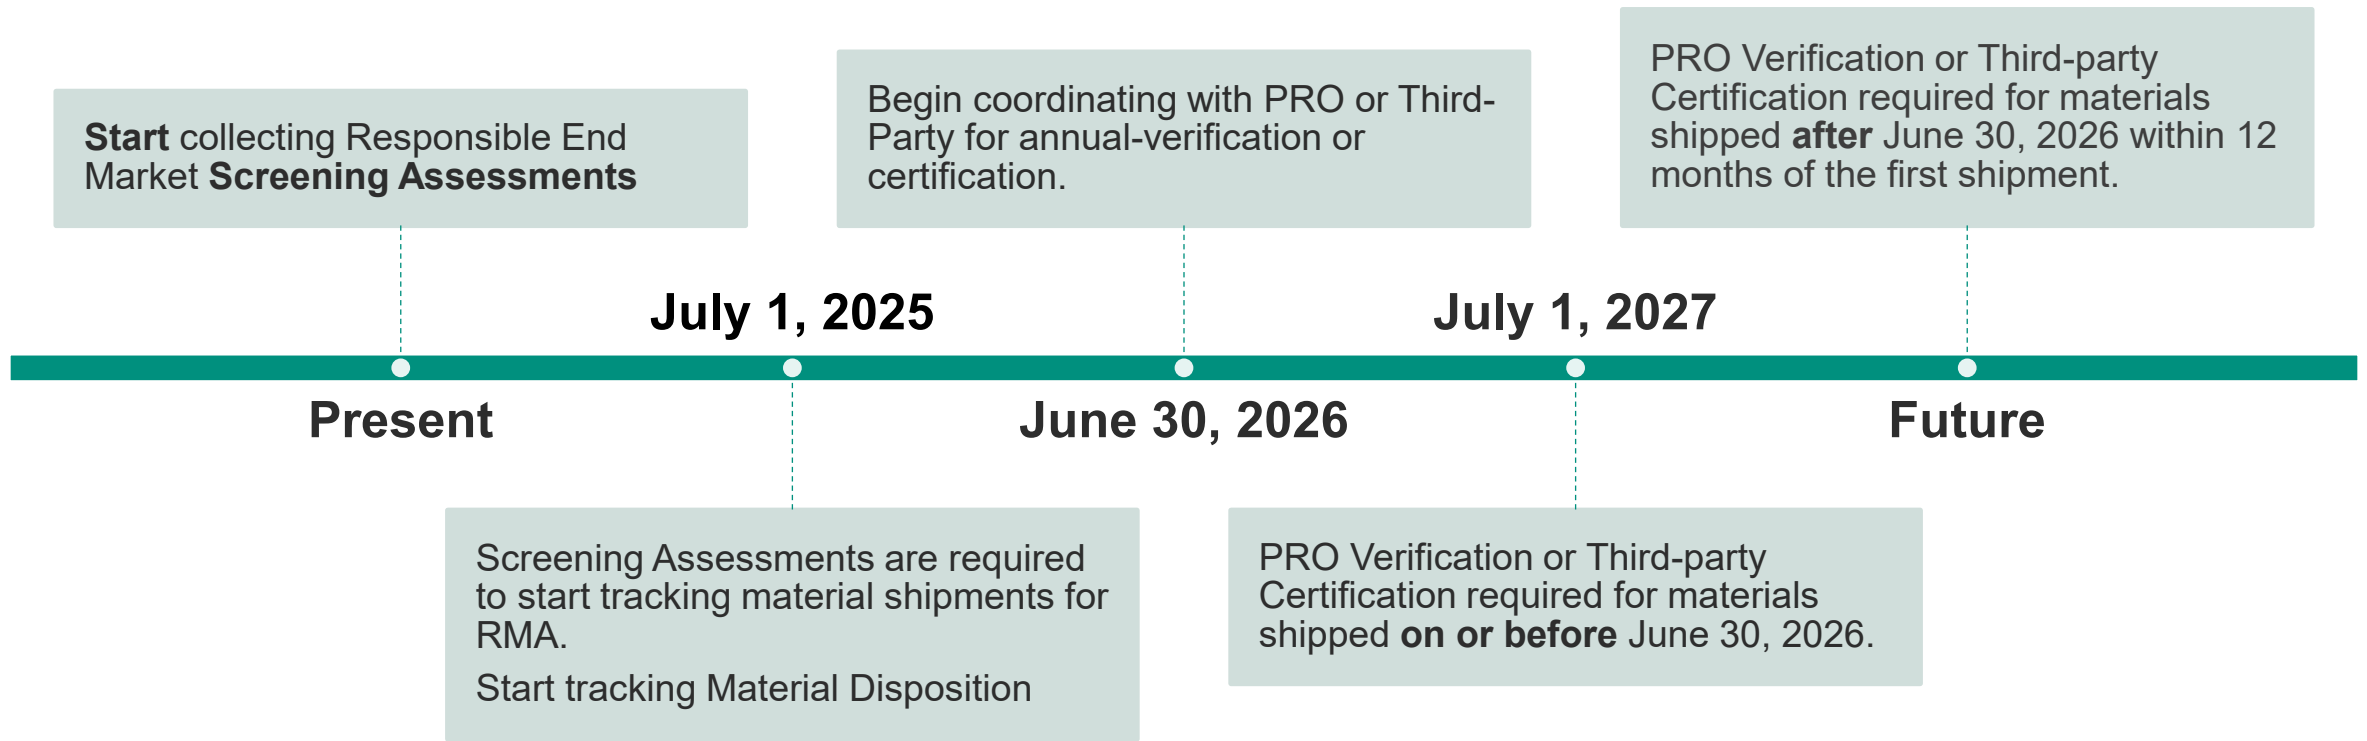 Start collecting Responsible End
Market Screening Assessments
Present
July 1, 2025
Screening Assessments are required
to start tracking material shipments for
RMA.
Start tracking Material Disposition
Begin coordinating with PRO or Third-
Party for annual-verification or
certification.
June 30, 2026
July 1, 2027
PRO Verification or Third-party
Certification required for materials
shipped on or before June 30, 2026.
PRO Verification or Third-party
Certification required for materials
shipped after June 30, 2026 within 12
months of the first shipment.
Future